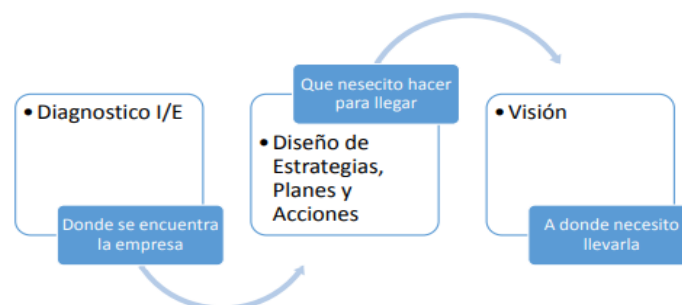 • Diagnostico I/E
Donde se encuentra
la empresa
Que nesecito hacer
para llegar
• Diseño de
Estrategias,
Planes y
Acciones
• Visión
A donde necesito
llevarla